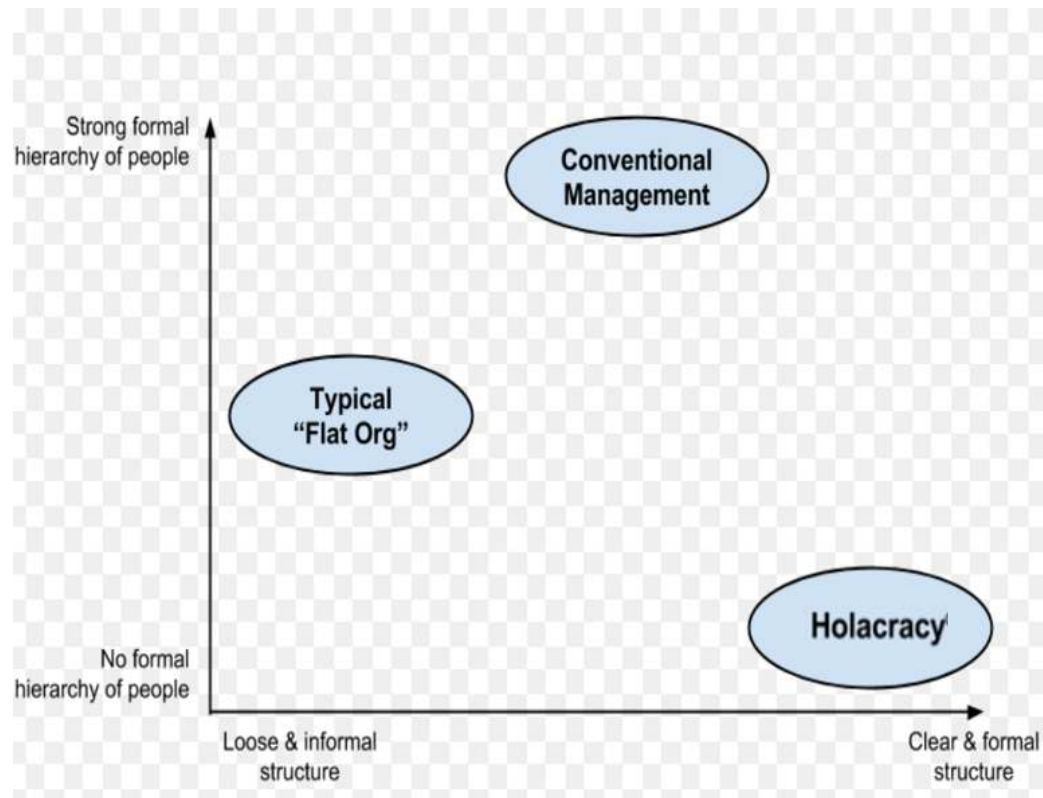 Strong formal
hierarchy of people
Conventional
Management
Typical
“Flat Org”
Holacracy
No formal
hierarchy of people
Loose & informal
structure
Clear & formal
structure